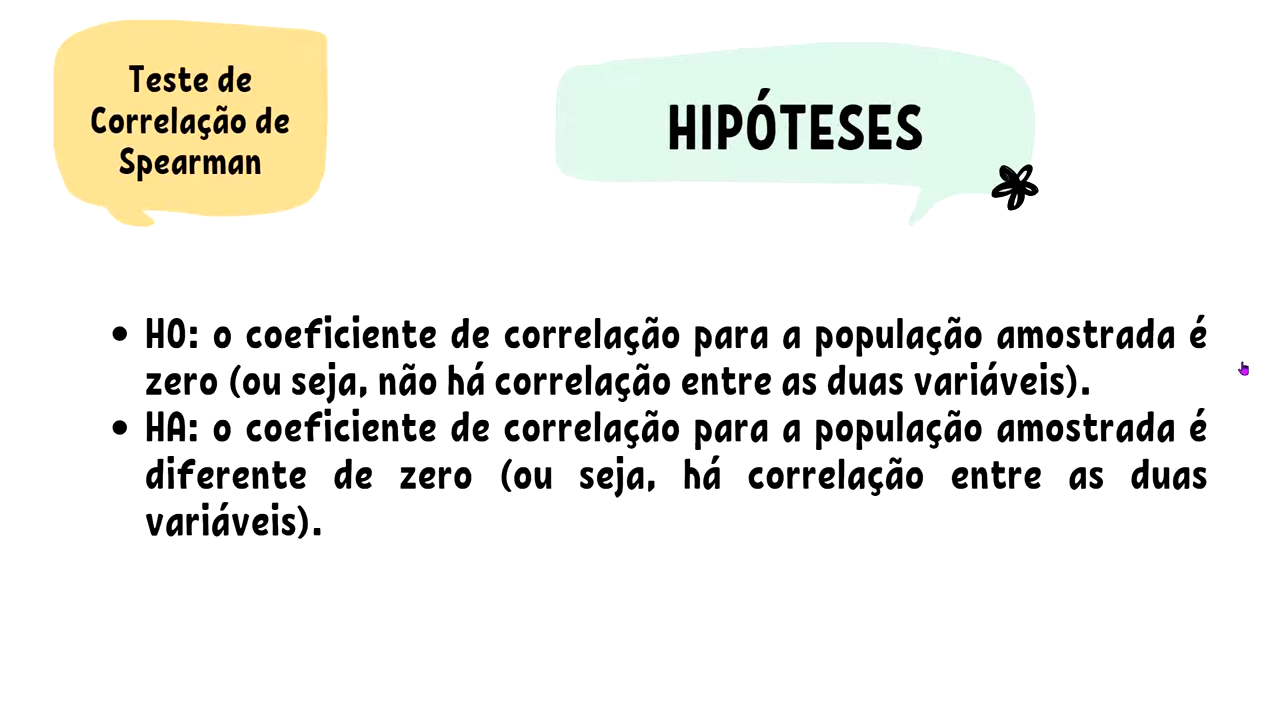 Teste de
Correlação de
Spearman
HIPÓTESES
• H0: o coeficiente de correlação para a população amostrada é
zero (ou seja, não há correlação entre as duas variáveis).
• HA: o coeficiente de correlação para a população amostrada é
diferente de zero (ou seja, há correlação entre as duas
variáveis).